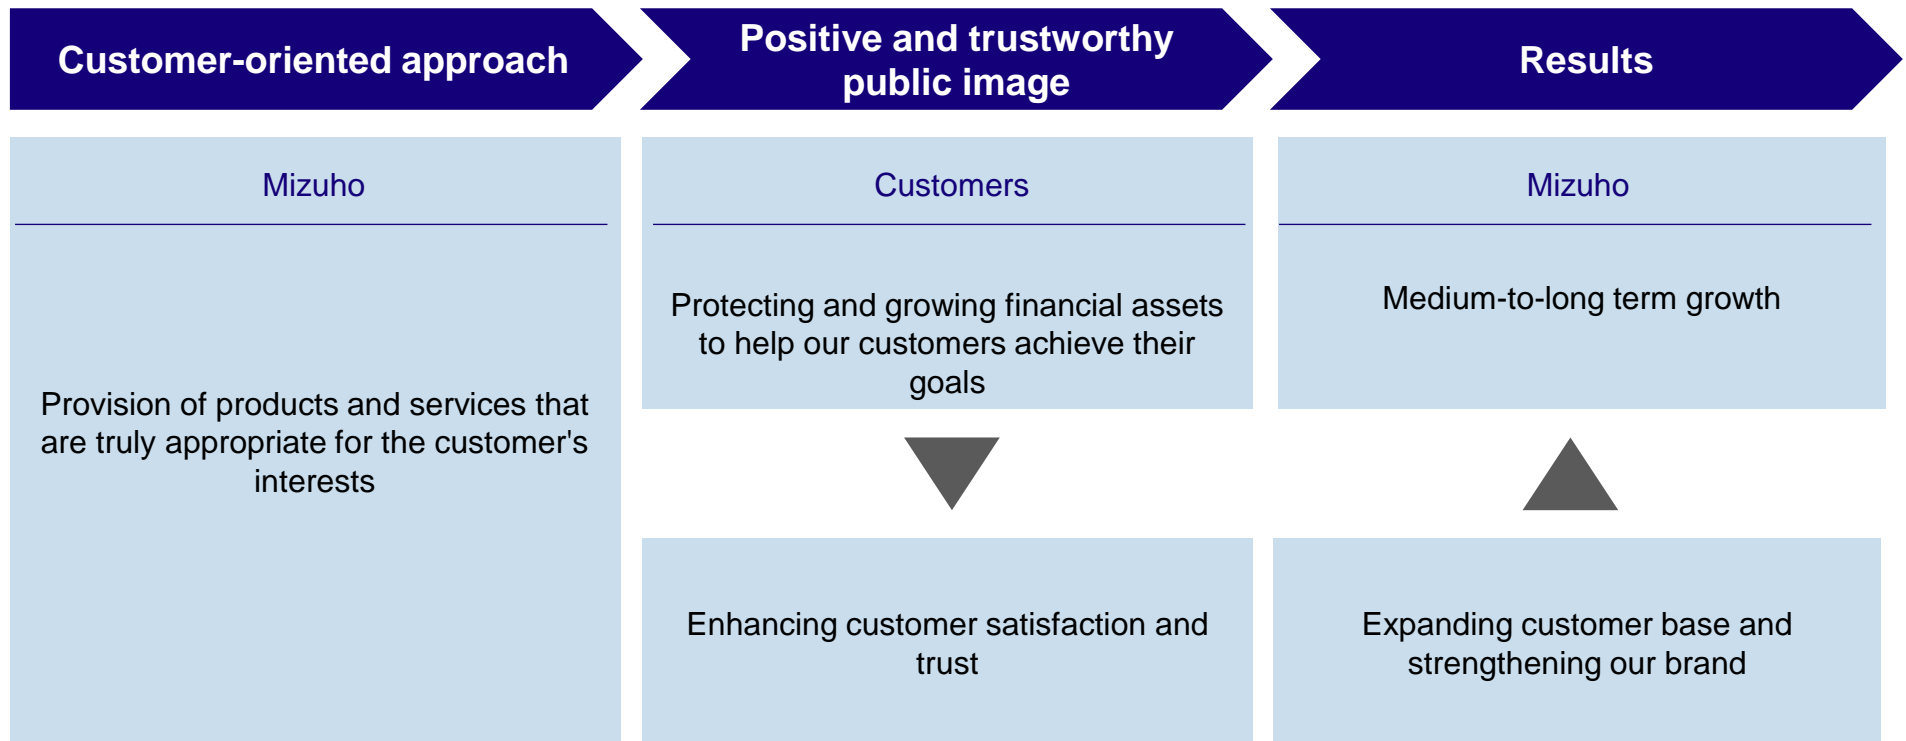 Customer-oriented approach
Positive and trustworthy
public image
Results
Mizuho
Provision of products and services that
are truly appropriate for the customer's
interests
Customers
Protecting and growing financial assets
to help our customers achieve their
goals
Enhancing customer satisfaction and
trust
Mizuho
Medium-to-long term growth
Expanding customer base and
strengthening our brand